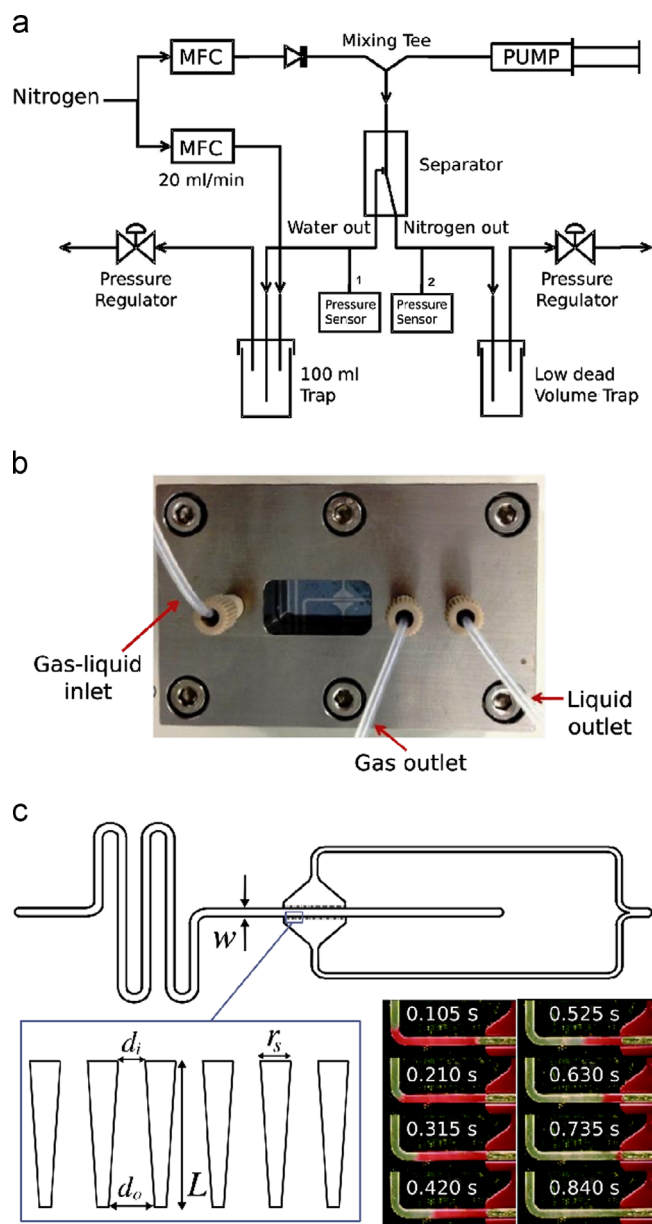 a
Mixing Tee
MFC
PUMP
Nitrogen
MFC
20 ml/min
Separator
Water out
Nitrogen out
1
2
Pressure
Regulator
Pressure
Sensor
Pressure
Sensor
Pressure
Regulator
100 ml
Trap
Low dead
Volume Trap
b
Gas-liquid
inlet
Gas outlet
Liquid
outlet
c
w
di
rs
L
do
0.105 s
0.525 s
0.210 s
0.630 s
0.315 s
0.735 s
0.420 s
0.840 s